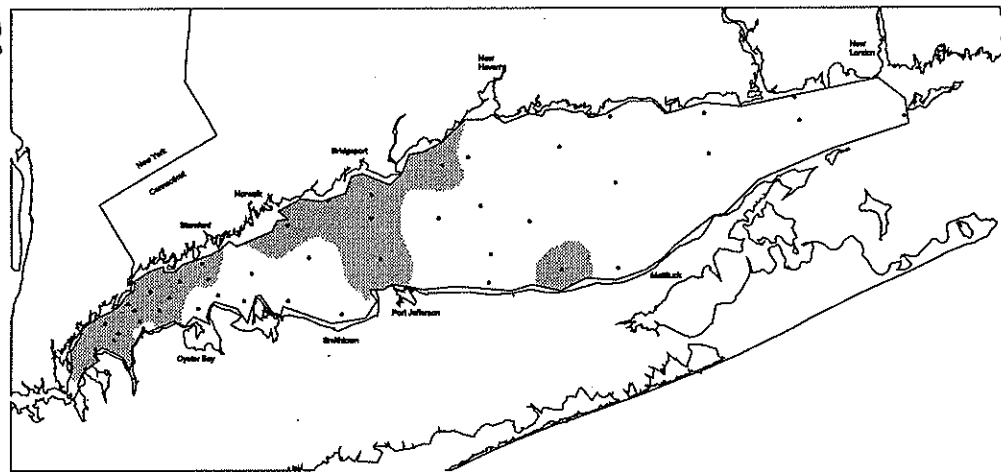 New
London
New
Haven
Bridgeport
New York
Connecticut
Norwalk
Stamford
Mattituck
Port Jefferson
Smithtown
Oyster Bay